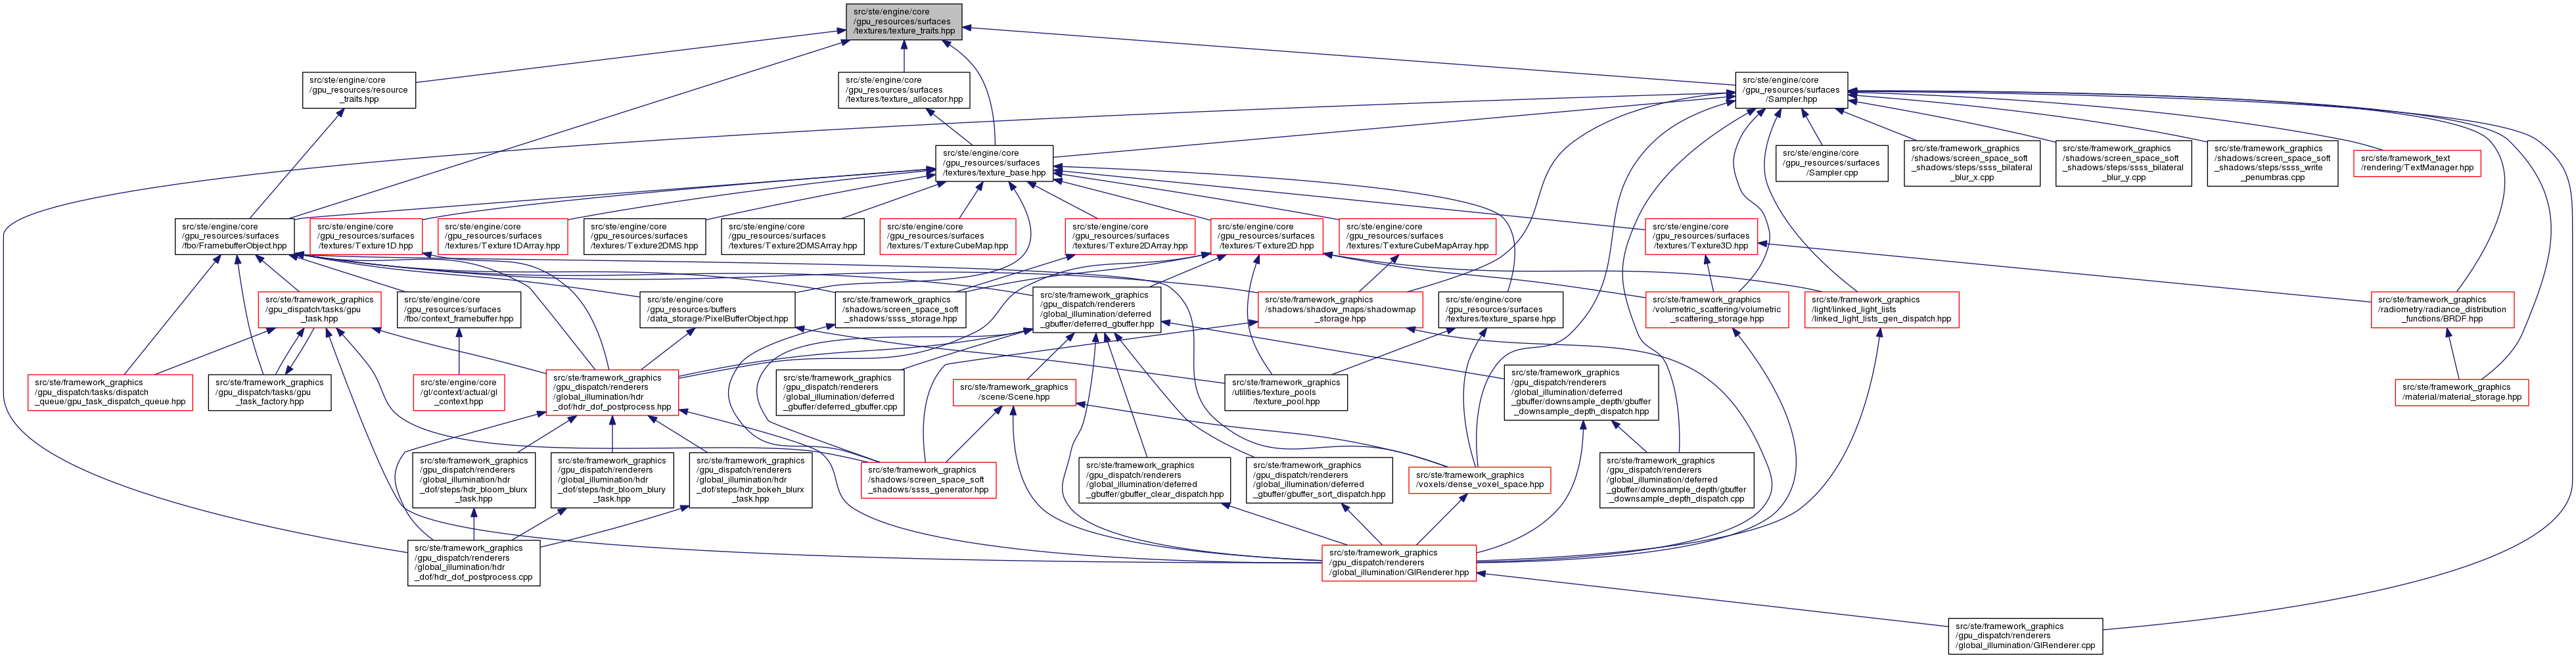 src/ste/engine/core
/gpu_resources/surfaces
/textures/texture_traits.hpp
src/ste/engine/core
/gpu_resources/resource
_traits.hpp
src/ste/engine/core
/gpu_resources/surfaces
/textures/texture_allocator.hpp
src/ste/engine/core
/gpu_resources/surfaces
/Sampler.hpp
src/ste/engine/core
/gpu_resources/surfaces
/textures/texture_base.hpp
src/ste/engine/core
/gpu_resources/surfaces
/Sampler.cpp
src/ste/framework_graphics
/shadows/screen_space_soft
_shadows/steps/ssss_bilateral
_blur_x.cpp
src/ste/framework_graphics
/shadows/screen_space_soft
_shadows/steps/ssss_bilateral
_blur_y.cpp
src/ste/framework_graphics
/shadows/screen_space_soft
_shadows/steps/ssss_write
_penumbras.cpp
src/ste/framework_text
/rendering/TextManager.hpp
src/ste/engine/core
/gpu_resources/surfaces
/fbo/FramebufferObject.hpp
src/ste/engine/core
/gpu_resources/surfaces
/textures/Texture1D.hpp
src/ste/engine/core
/gpu_resources/surfaces
/textures/Texture1DArray.hpp
src/ste/engine/core
/gpu_resources/surfaces
/textures/Texture2DMS.hpp
src/ste/engine/core
/gpu_resources/surfaces
/textures/Texture2DMSArray.hpp
src/ste/engine/core
/gpu_resources/surfaces
/textures/TextureCubeMap.hpp
src/ste/engine/core
/gpu_resources/surfaces
/textures/Texture2DArray.hpp
src/ste/engine/core
/gpu_resources/surfaces
/textures/Texture2D.hpp
src/ste/engine/core
/gpu_resources/surfaces
/textures/TextureCubeMapArray.hpp
src/ste/engine/core
/gpu_resources/surfaces
/textures/Texture3D.hpp
src/ste/framework_graphics
/gpu_dispatch/tasks/gpu
_task.hpp
src/ste/engine/core
/gpu_resources/surfaces
/fbo/context_framebuffer.hpp
src/ste/engine/core
/gpu_resources/buffers
/data_storage/PixelBufferObject.hpp
src/ste/framework_graphics
/shadows/screen_space_soft
_shadows/ssss_storage.hpp
src/ste/framework_graphics
/gpu_dispatch/renderers
/global_illumination/deferred
_gbuffer/deferred_gbuffer.hpp
src/ste/framework_graphics
/shadows/shadow_maps/shadowmap
_storage.hpp
src/ste/engine/core
/gpu_resources/surfaces
/textures/texture_sparse.hpp
src/ste/framework_graphics
/volumetric_scattering/volumetric
_scattering_storage.hpp
src/ste/framework_graphics
/light/linked_light_lists
/linked_light_lists_gen_dispatch.hpp
src/ste/framework_graphics
/radiometry/radiance_distribution
_functions/BRDF.hpp
src/ste/framework_graphics
/gpu_dispatch/tasks/dispatch
_queue/gpu_task_dispatch_queue.hpp
src/ste/framework_graphics
/gpu_dispatch/tasks/gpu
_task_factory.hpp
src/ste/engine/core
/gl/context/actual/gl
_context.hpp
src/ste/framework_graphics
/gpu_dispatch/renderers
/global_illumination/hdr
_dof/hdr_dof_postprocess.hpp
src/ste/framework_graphics
/gpu_dispatch/renderers
/global_illumination/deferred
_gbuffer/deferred_gbuffer.cpp
src/ste/framework_graphics
/scene/Scene.hpp
src/ste/framework_graphics
/utilities/texture_pools
/texture_pool.hpp
src/ste/framework_graphics
/gpu_dispatch/renderers
/global_illumination/deferred
_gbuffer/downsample_depth/gbuffer
_downsample_depth_dispatch.hpp
src/ste/framework_graphics
/material/material_storage.hpp
src/ste/framework_graphics
/gpu_dispatch/renderers
/global_illumination/hdr
_dof/steps/hdr_bloom_blurx
_task.hpp
src/ste/framework_graphics
/gpu_dispatch/renderers
/global_illumination/hdr
_dof/steps/hdr_bloom_blury
_task.hpp
src/ste/framework_graphics
/gpu_dispatch/renderers
/global_illumination/hdr
_dof/steps/hdr_bokeh_blurx
_task.hpp
src/ste/framework_graphics
/shadows/screen_space_soft
_shadows/ssss_generator.hpp
src/ste/framework_graphics
/gpu_dispatch/renderers
/global_illumination/deferred
_gbuffer/gbuffer_clear_dispatch.hpp
src/ste/framework_graphics
/gpu_dispatch/renderers
/global_illumination/deferred
_gbuffer/gbuffer_sort_dispatch.hpp
src/ste/framework_graphics
/voxels/dense_voxel_space.hpp
src/ste/framework_graphics
/gpu_dispatch/renderers
/global_illumination/deferred
_gbuffer/downsample_depth/gbuffer
_downsample_depth_dispatch.cpp
src/ste/framework_graphics
/gpu_dispatch/renderers
/global_illumination/hdr
_dof/hdr_dof_postprocess.cpp
src/ste/framework_graphics
/gpu_dispatch/renderers
/global_illumination/GIRenderer.hpp
src/ste/framework_graphics
/gpu_dispatch/renderers
/global_illumination/GIRenderer.cpp